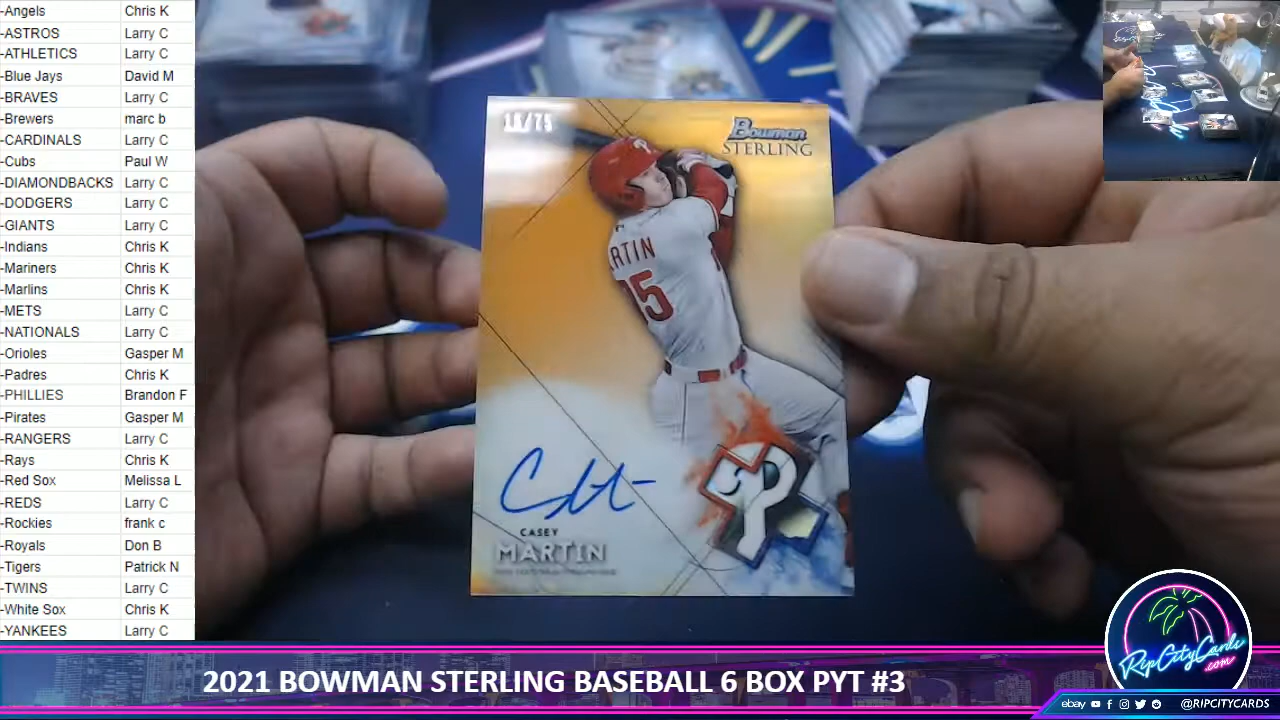 -Angels Chris K
-ASTROS Larry C
-ATHLETICS Larry C
-Blue Jays David M
-BRAVES Larry C
-Brewers marc b
-CARDINALS Larry C
-Cubs Paul W
-DIAMONDBACKS Larry C
-DODGERS Larry C
-GIANTS Larry C
-Indians Chris K
-Mariners Chris K
-Marlins Chris K
-METS Larry C
-NATIONALS Larry C
-Orioles Gasper M
-Padres Chris K
-PHILLIES Brandon F
-Pirates Gasper M
-RANGERS Larry C
-Rays Chris K
-Red Sox Melissa L
-REDS Larry C
-Rockies frank c
-Royals Don B
-Tigers Patrick N
-TWINS Larry C
-White Sox Chris K
-YANKEES Larry C
Bowman
STERLING
P
RTIN
15
P
CASEY
MARTIN
2021 BOWMAN STERLING BASEBALL 6 BOX PYT #3
RipCityCards
.com
ebay
@RIPCITYCARDS